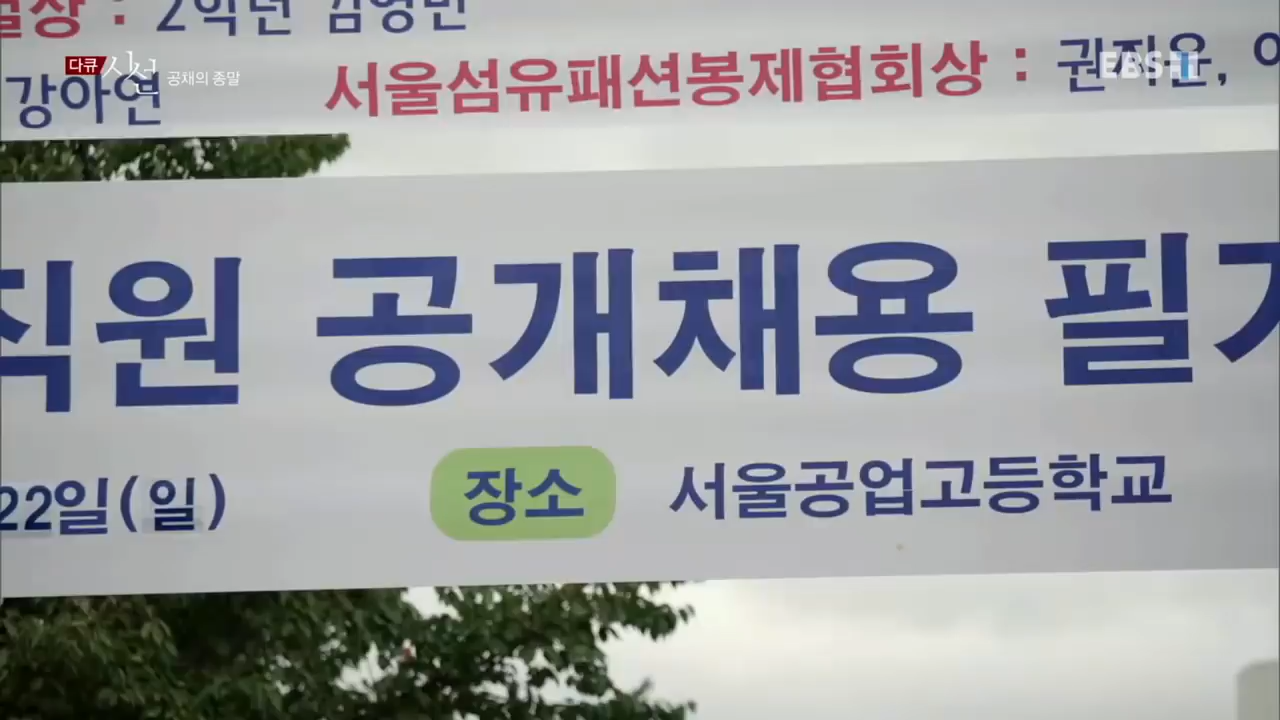 상 : 2학년 김영민
다큐 시선 공채의 종말
EBS 1
강아연 서울섬유패션봉제협회상 : 권지윤,
직원 공개채용 필기
22일(일) 장소 서울공업고등학교